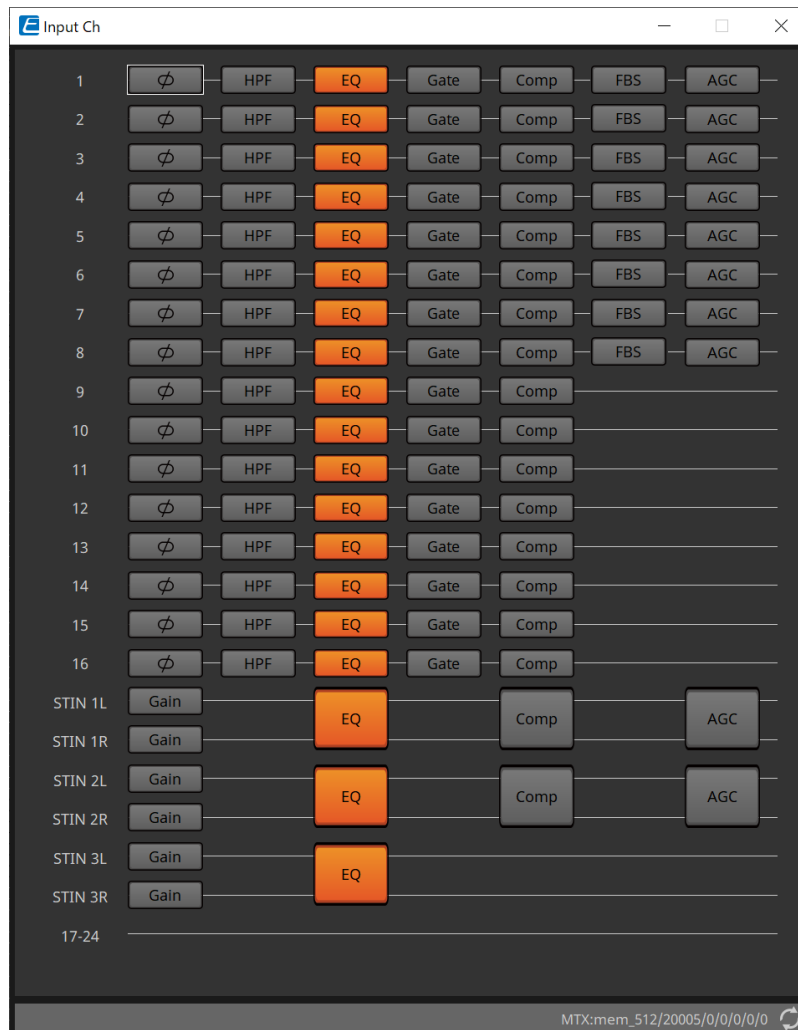 Input Ch
1 ϕ HPF EQ Gate Comp FBS AGC
2 ϕ HPF EQ Gate Comp FBS AGC
3 ϕ HPF EQ Gate Comp FBS AGC
4 ϕ HPF EQ Gate Comp FBS AGC
5 ϕ HPF EQ Gate Comp FBS AGC
6 ϕ HPF EQ Gate Comp FBS AGC
7 ϕ HPF EQ Gate Comp FBS AGC
8 ϕ HPF EQ Gate Comp FBS AGC
9 ϕ HPF EQ Gate Comp
10 ϕ HPF EQ Gate Comp
11 ϕ HPF EQ Gate Comp
12 ϕ HPF EQ Gate Comp
13 ϕ HPF EQ Gate Comp
14 ϕ HPF EQ Gate Comp
15 ϕ HPF EQ Gate Comp
16 ϕ HPF EQ Gate Comp
STIN 1L Gain
EQ Comp AGC
STIN 1R Gain
STIN 2L Gain
EQ Comp AGC
STIN 2R Gain
STIN 3L Gain
EQ
STIN 3R Gain
17-24
MTX:mem_512/20005/0/0/0/0/0